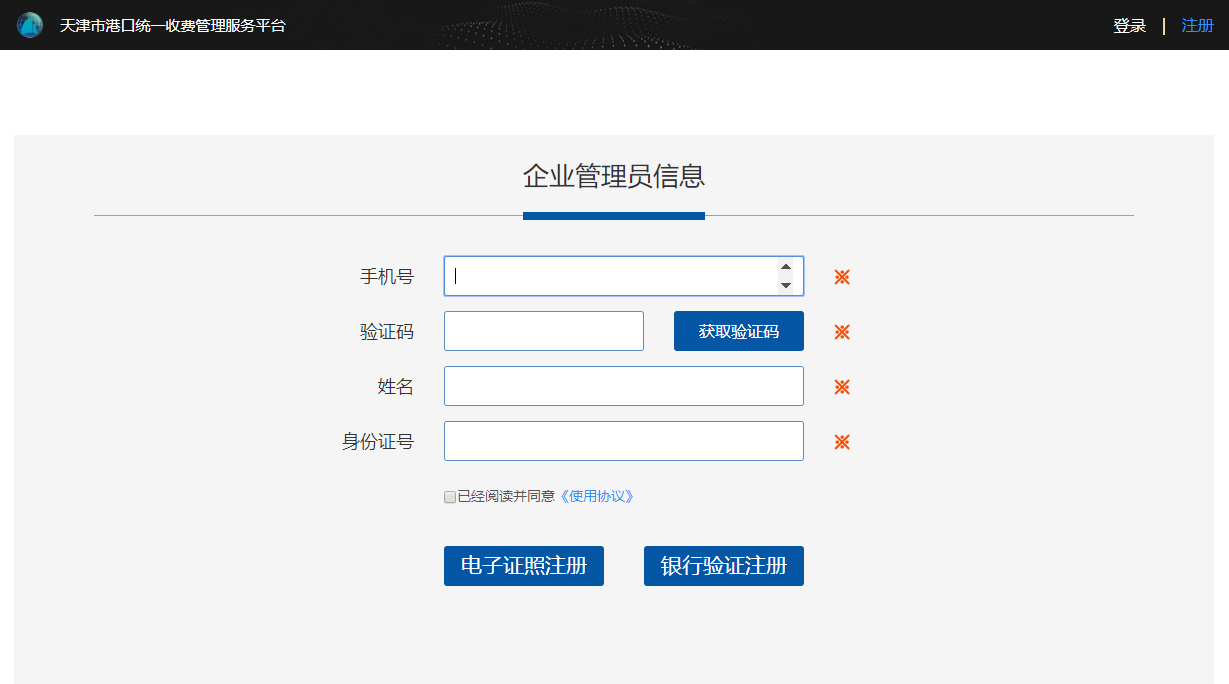 天津市港口统一收费管理服务平台
登录 | 注册
企业管理员信息
手机号 ※
验证码 获取验证码 ※
姓名 ※
身份证号 ※
已经阅读并同意《使用协议》
电子证照注册 银行验证注册